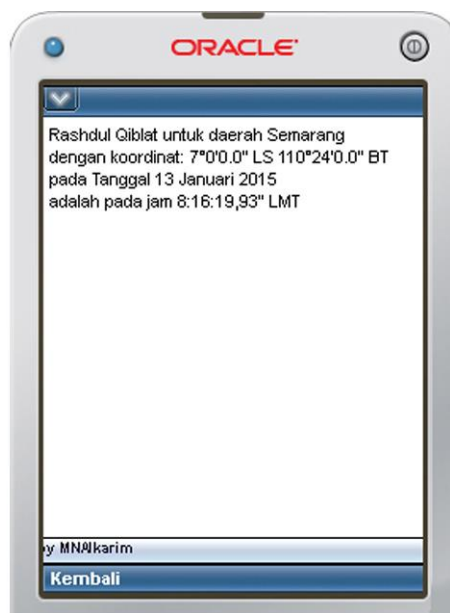 ORACLE
Rashdul Qiblat untuk daerah Semarang
dengan koordinat: 7°0'0.0" LS 110°24'0.0" BT
pada Tanggal 13 Januari 2015
adalah pada jam 8:16:19,93" LMT
y MNAlkarim
Kembali